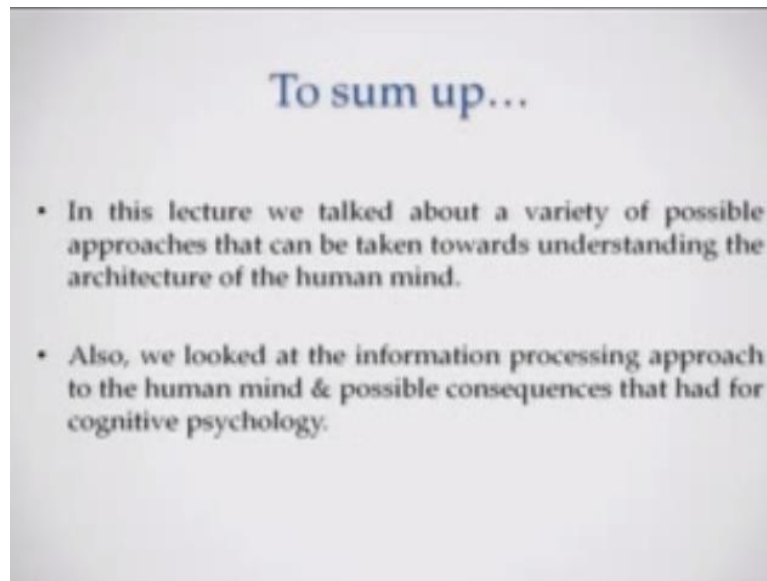 To sum up...
• In this lecture we talked about a variety of possible
approaches that can be taken towards understanding the
architecture of the human mind.
• Also, we looked at the information processing approach
to the human mind & possible consequences that had for
cognitive psychology.